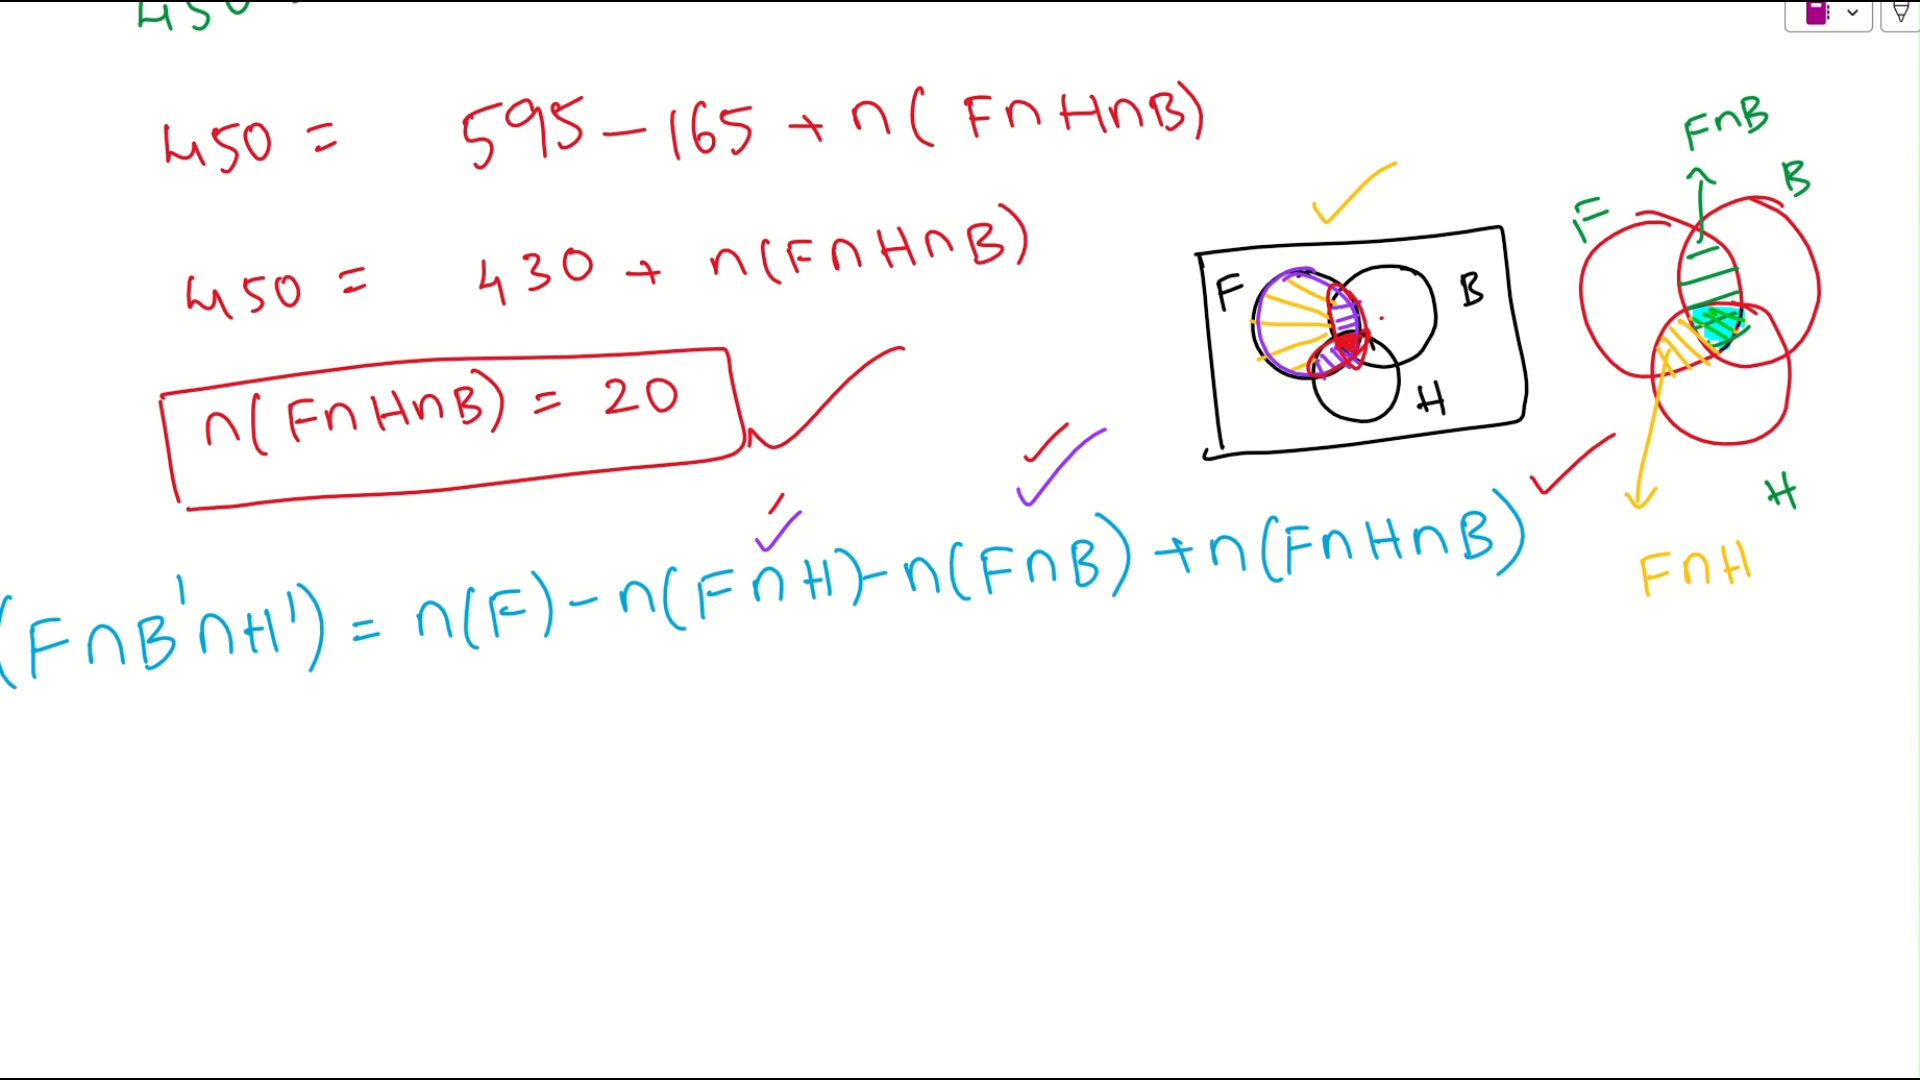 450 = 595 - 165 + n(F∩H∩B)
450 = 430 + n(F∩H∩B)
n(F∩H∩B) = 20
(F∩B'∩H') = n(F) - n(F∩H) - n(F∩B) + n(F∩H∩B)
F
B
H
F∩B
F
B
H
F∩H